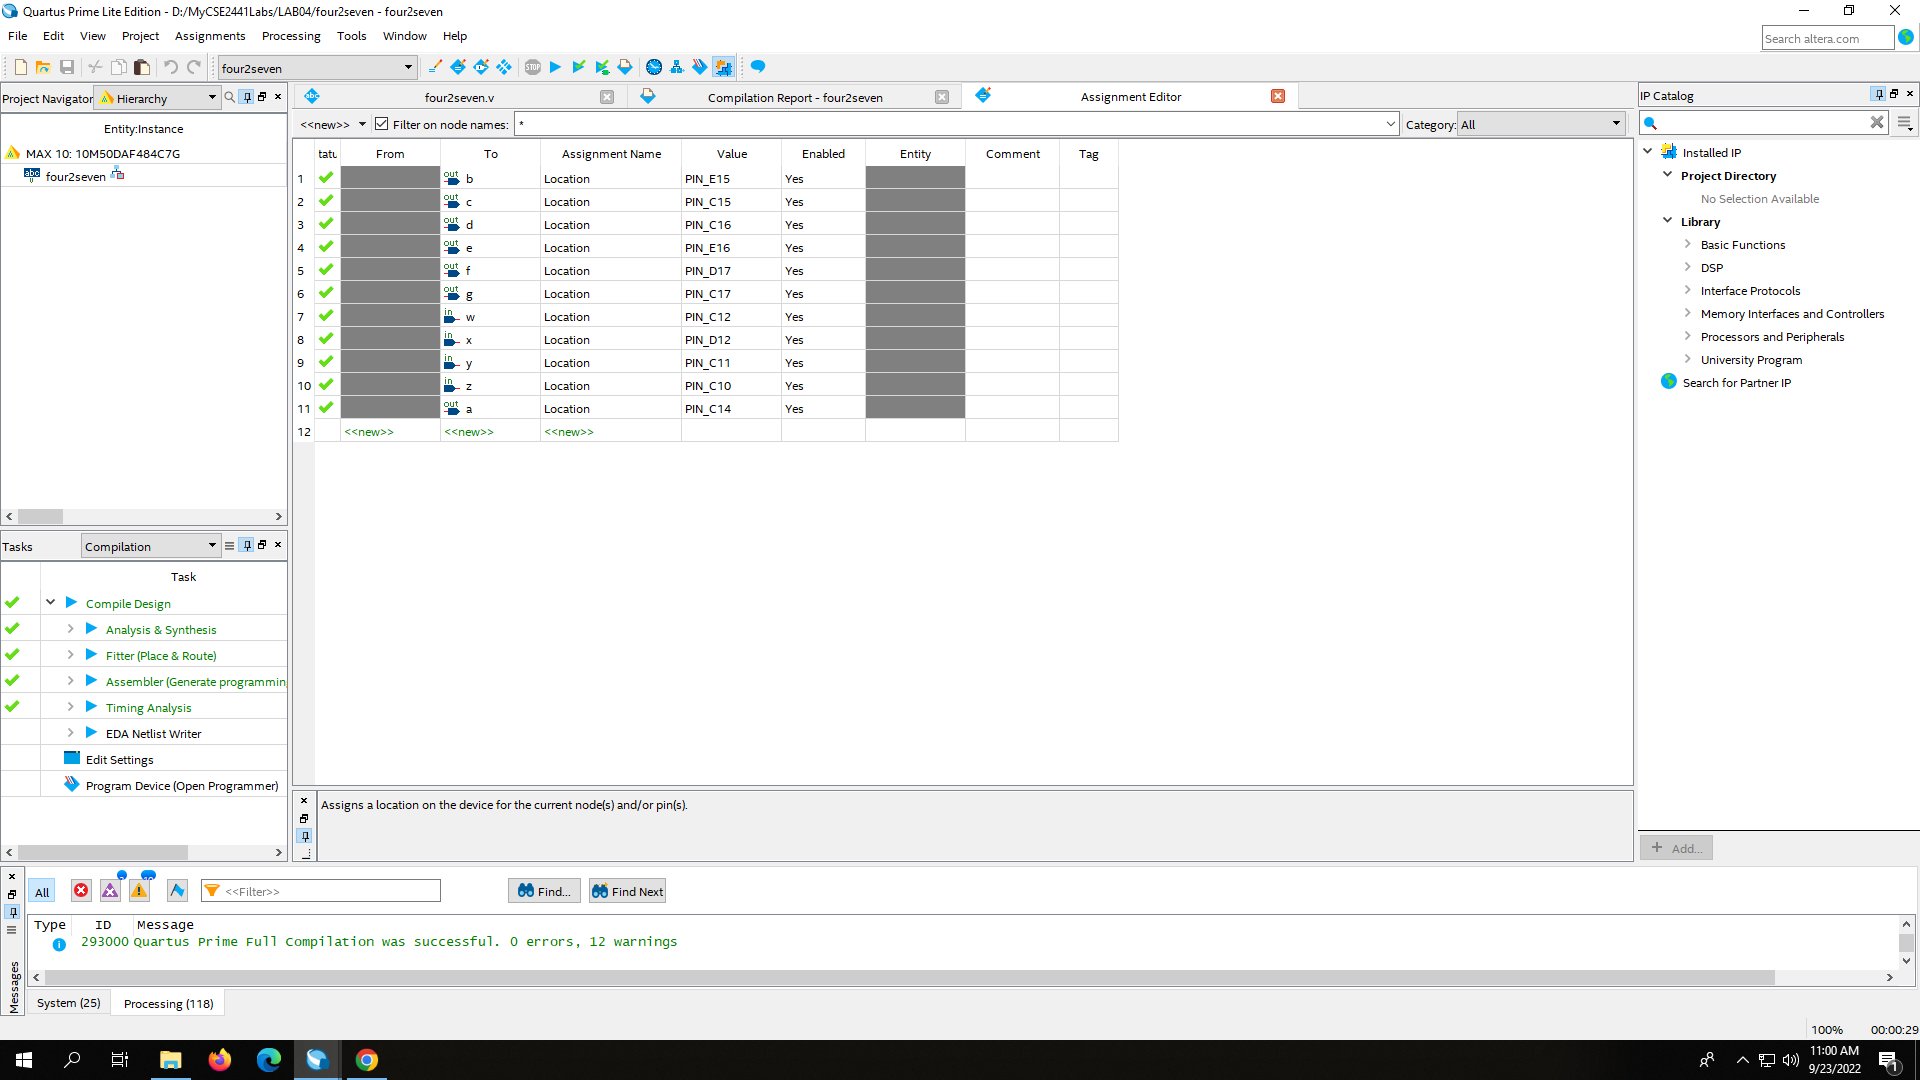 Quartus Prime Lite Edition - D:/MyCSE2441Labs/LAB04/four2seven - four2seven
File Edit View Project Assignments Processing Tools Window Help
Search altera.com
four2seven
STOP
Project Navigator Hierarchy
Entity:Instance
MAX 10: 10M50DAF484C7G
abc four2seven
abc four2seven.v
Compilation Report - four2seven
Assignment Editor
<<new>> Filter on node names: * Category: All
tatu From To Assignment Name Value Enabled Entity Comment Tag
1 out b Location PIN_E15 Yes
2 out c Location PIN_C15 Yes
3 out d Location PIN_C16 Yes
4 out e Location PIN_E16 Yes
5 out f Location PIN_D17 Yes
6 out g Location PIN_C17 Yes
7 in w Location PIN_C12 Yes
8 in x Location PIN_D12 Yes
9 in y Location PIN_C11 Yes
10 in z Location PIN_C10 Yes
11 out a Location PIN_C14 Yes
12 <<new>> <<new>> <<new>>
Assigns a location on the device for the current node(s) and/or pin(s).
IP Catalog
Installed IP
Project Directory
No Selection Available
Library
Basic Functions
DSP
Interface Protocols
Memory Interfaces and Controllers
Processors and Peripherals
University Program
Search for Partner IP
+ Add...
Tasks Compilation
Task
Compile Design
Analysis & Synthesis
Fitter (Place & Route)
Assembler (Generate programmin
Timing Analysis
EDA Netlist Writer
Edit Settings
Program Device (Open Programmer)
All <<Filter>> Find... Find Next
Type ID Message
293000 Quartus Prime Full Compilation was successful. 0 errors, 12 warnings
Messages
System (25) Processing (118)
100% 00:00:29
11:00 AM
9/23/2022
1